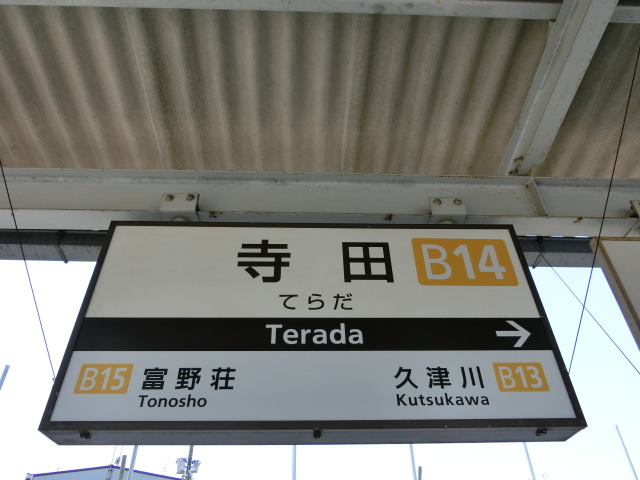 寺田 B14
てらだ
Terada →
B15 富野荘 久津川 B13
Tonosho Kutsukawa